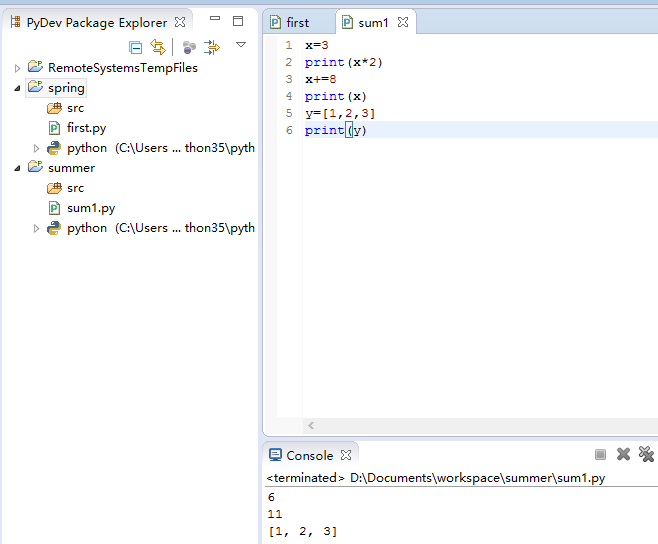 PyDev Package Explorer
RemoteSystemsTempFiles
spring
src
first.py
python (C:\Users ... thon35\pyth
summer
src
sum1.py
python (C:\Users ... thon35\pyth
first sum1
1 x=3
2 print(x*2)
3 x+=8
4 print(x)
5 y=[1,2,3]
6 print(y)
Console
<terminated> D:\Documents\workspace\summer\sum1.py
6
11
[1, 2, 3]